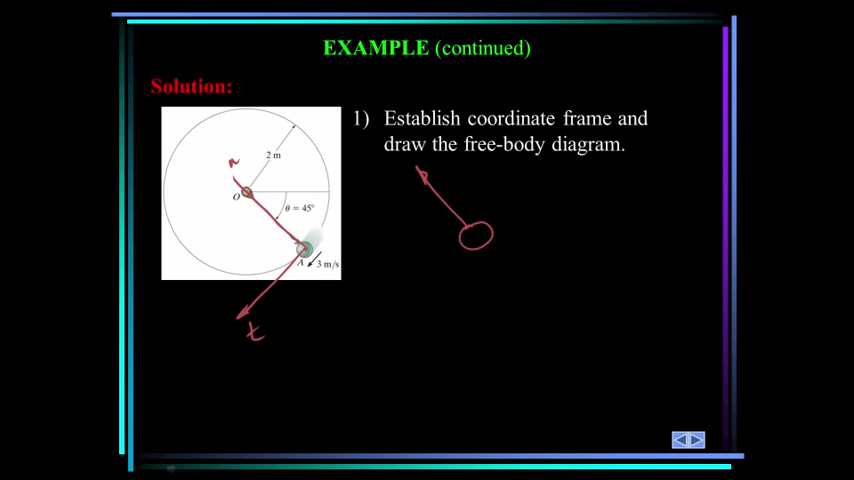 EXAMPLE (continued)
Solution:
1) Establish coordinate frame and
draw the free-body diagram.
2 m
n
O
θ = 45°
A
3 m/s
t